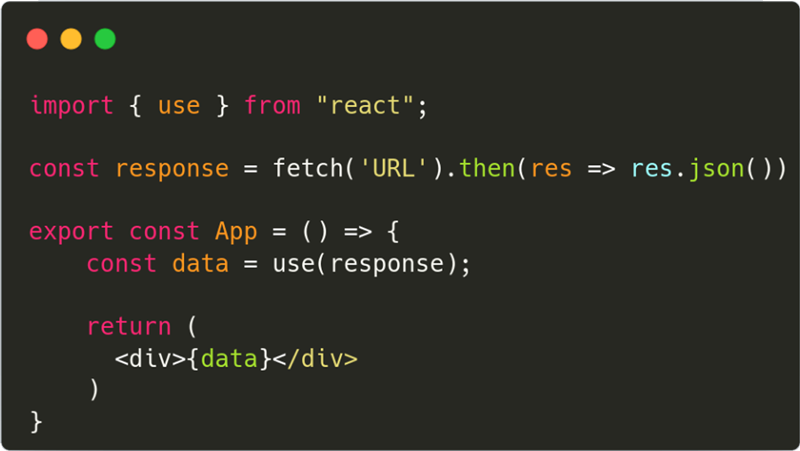 import { use } from "react";
const response = fetch('URL').then(res => res.json())
export const App = () => {
    const data = use(response);
    return (
      <div>{data}</div>
    )
}